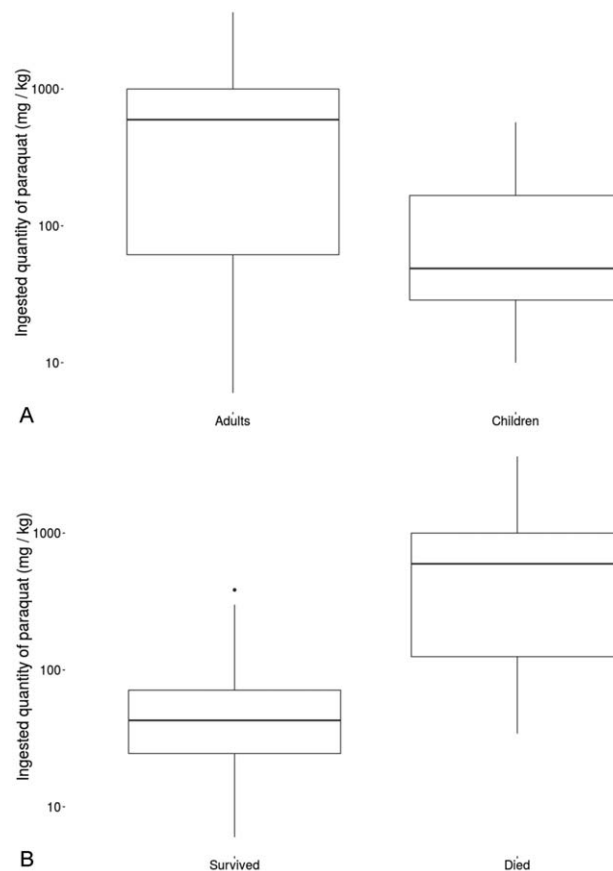 Ingested quantity of paraquat (mg / kg)
1000
100
10
A
Adults
Children
Ingested quantity of paraquat (mg / kg)
1000
100
10
B
Survived
Died